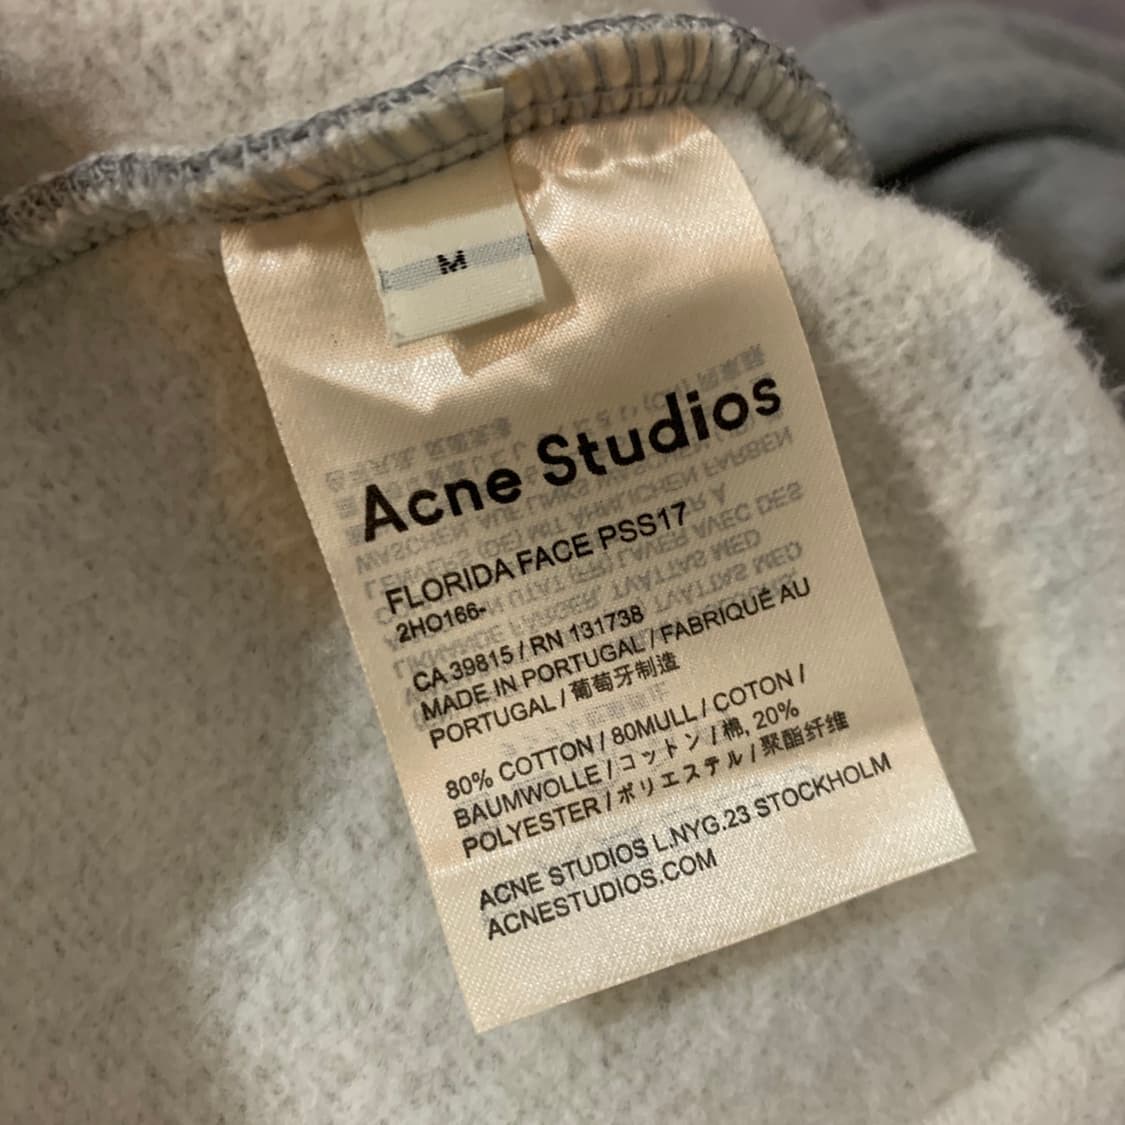 M
Acne Studios
FLORIDA FACE PSS17
2HO166-
CA 39815 / RN 131738
MADE IN PORTUGAL / FABRIQUÉ AU
PORTUGAL / 葡萄牙制造
80% COTTON / 80MULL / COTON /
BAUMWOLLE / コットン / 棉, 20%
POLYESTER / ポリエステル / 聚酯纤维
ACNE STUDIOS L.NYG.23 STOCKHOLM
ACNESTUDIOS.COM